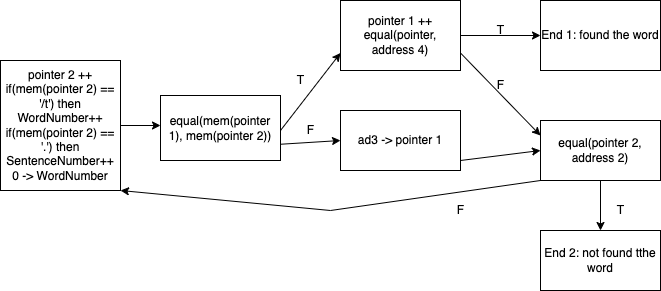 pointer 2 ++
if(mem(pointer 2) ==
'/t') then
WordNumber++
if(mem(pointer 2) ==
'.') then
SentenceNumber++
0 -> WordNumber
equal(mem(pointer
1), mem(pointer 2))
T
F
pointer 1 ++
equal(pointer,
address 4)
ad3 -> pointer 1
T
F
End 1: found the word
equal(pointer 2,
address 2)
F
T
End 2: not found tthe
word